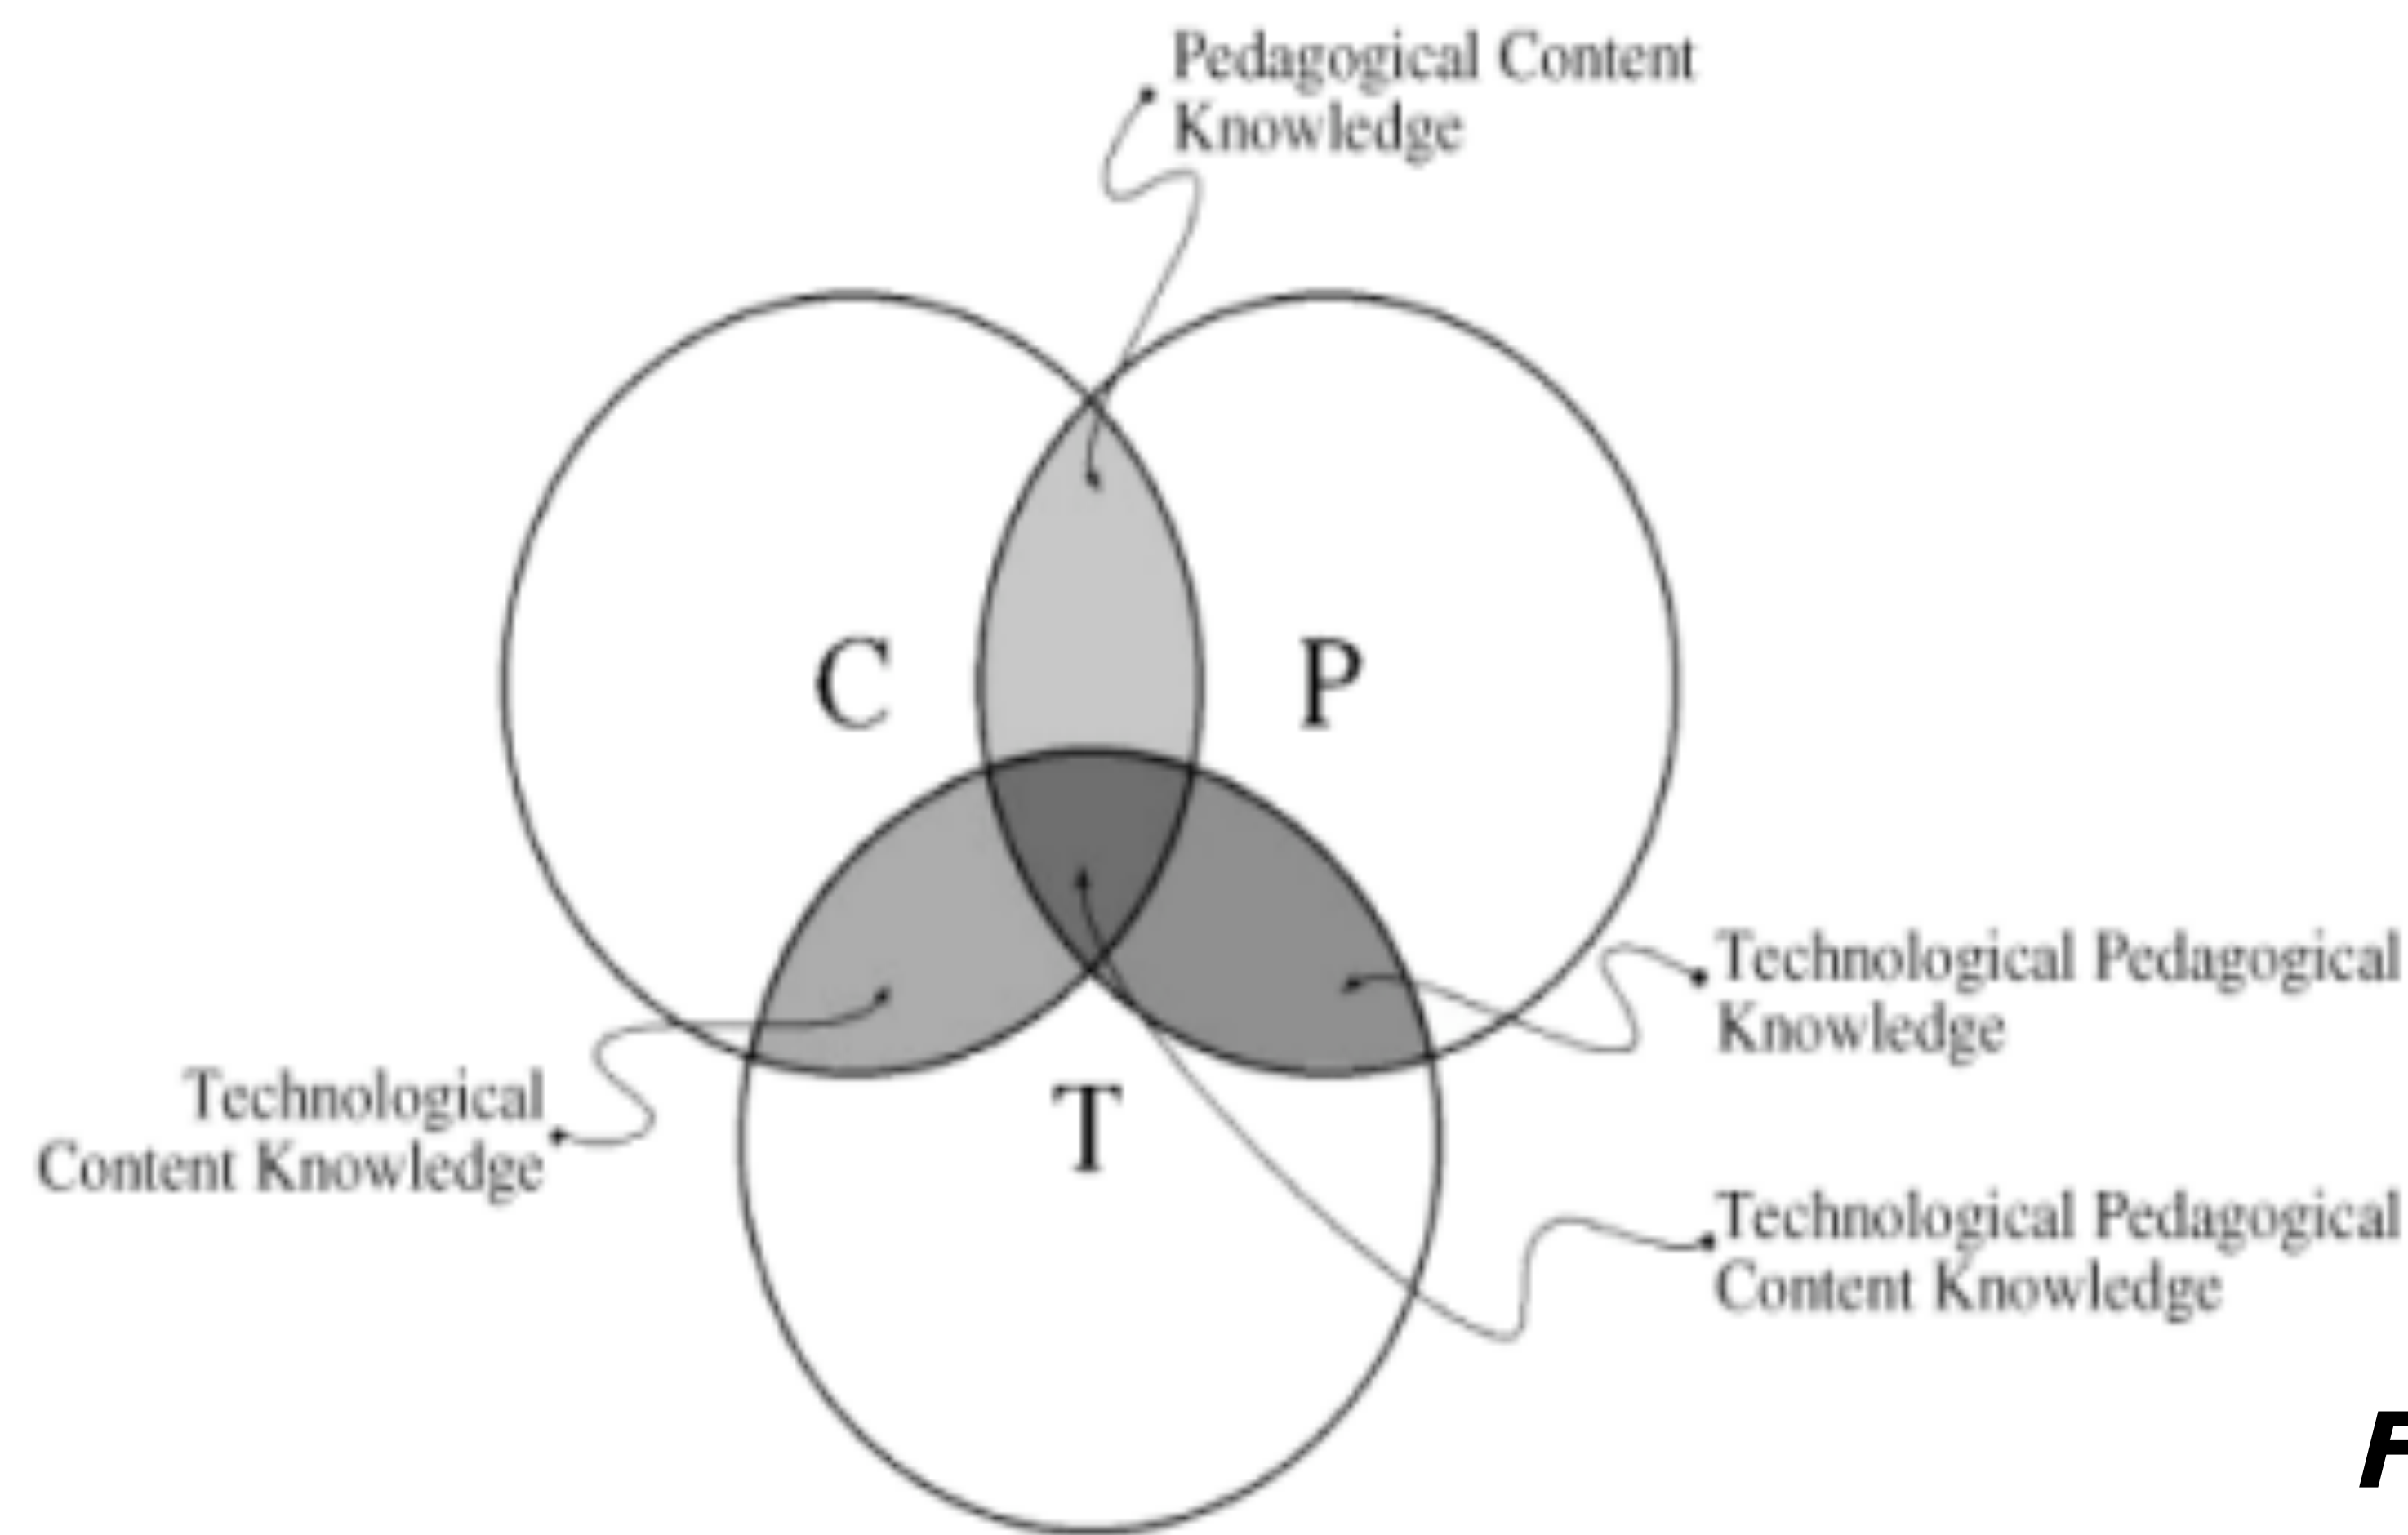 Pedagogical Content
Knowledge
C
P
Technological Pedagogical
Knowledge
Technological
Content Knowledge
T
Technological Pedagogical
Content Knowledge
F